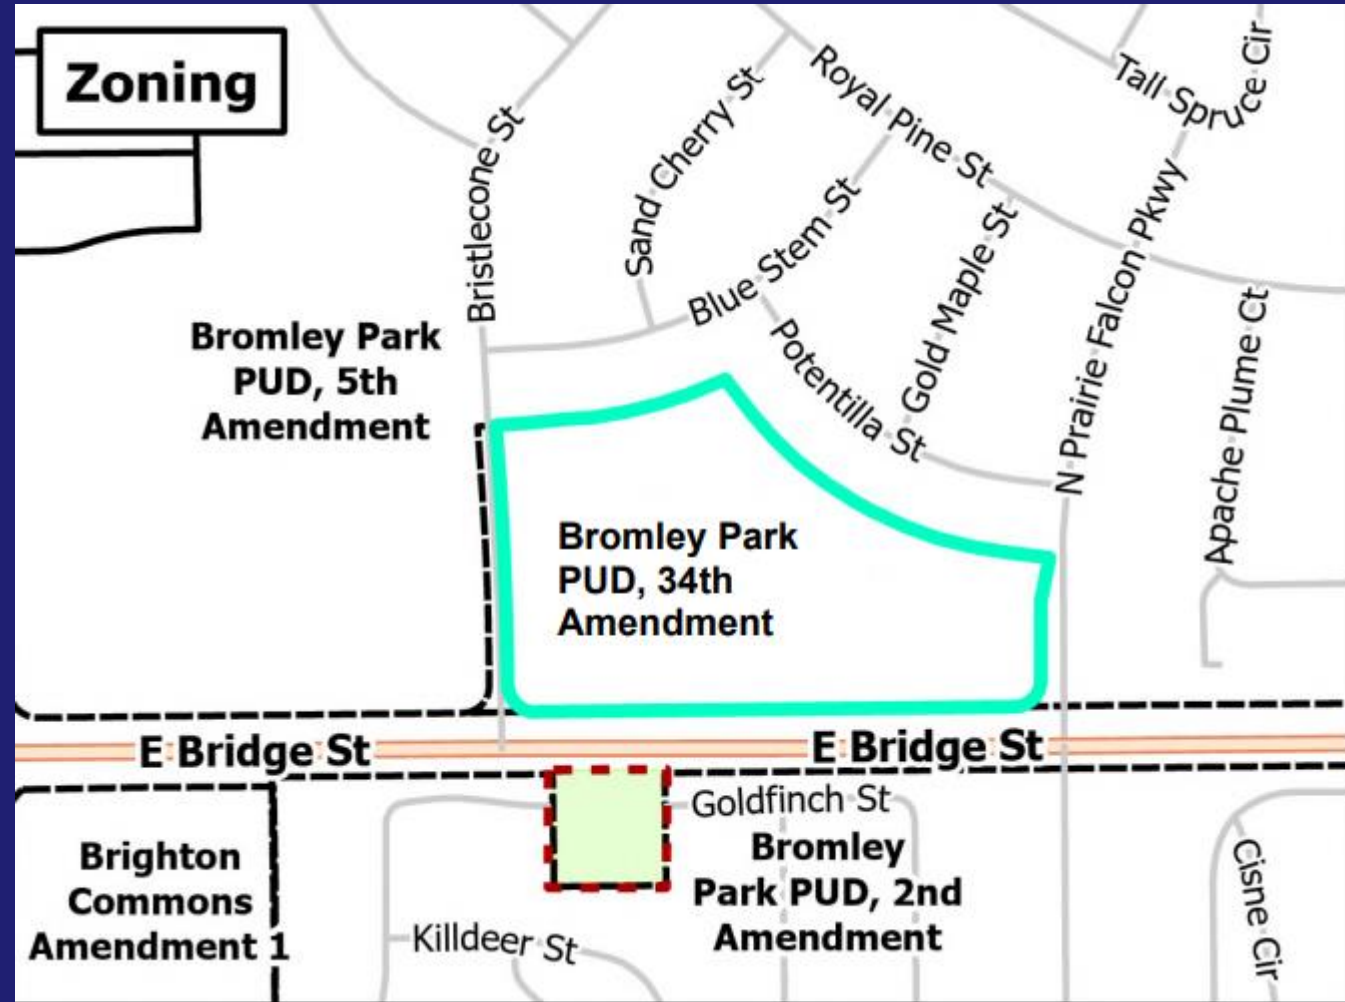 Zoning
Tall Spruce Cir
Royal Pine St
Sand Cherry St
Bristlecone St
Blue Stem St
Gold Maple St
N Prairie Falcon Pkwy
Apache Plume Ct
Potentilla St
Bromley Park
PUD, 5th
Amendment
Bromley Park
PUD, 34th
Amendment
E Bridge St
E Bridge St
Goldfinch St
Brighton
Commons
Amendment 1
Bromley
Park PUD, 2nd
Amendment
Killdeer St
Cisne Cir